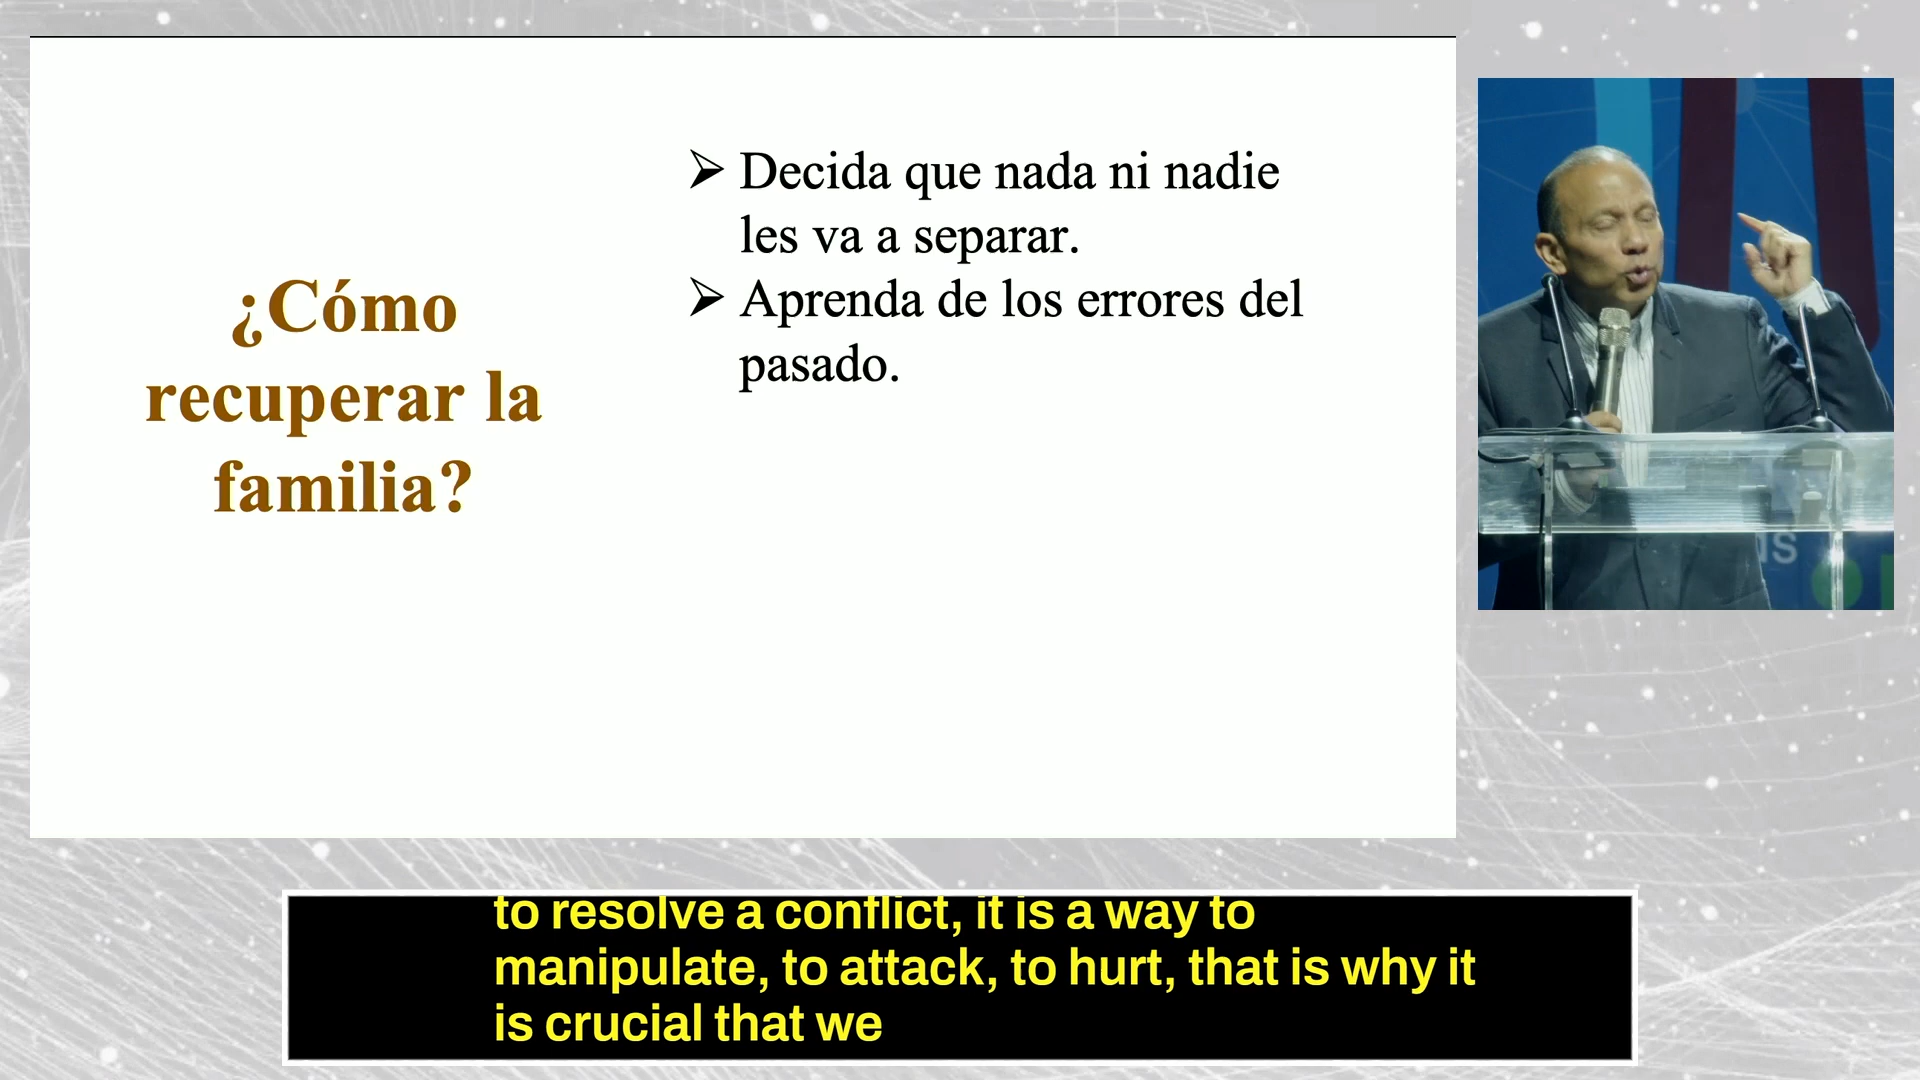 ¿Cómo
recuperar la
familia?
➢ Decida que nada ni nadie
les va a separar.
➢ Aprenda de los errores del
pasado.
to resolve a conflict, it is a way to
manipulate, to attack, to hurt, that is why it
is crucial that we